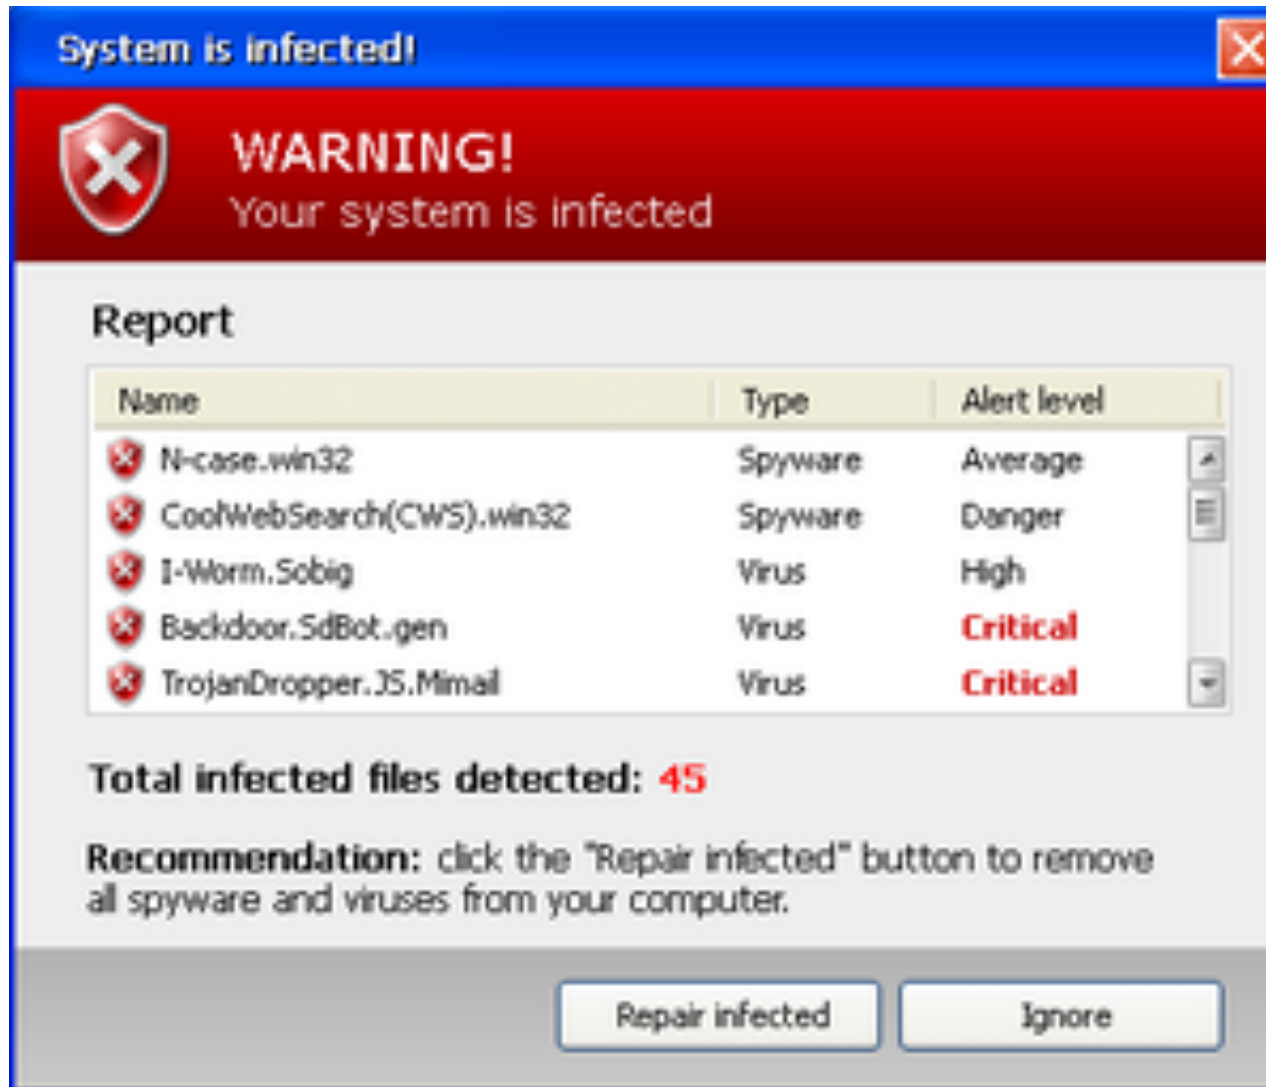 System is infected!
WARNING!
Your system is infected
Report
Name Type Alert level
N-case.win32 Spyware Average
CoolWebSearch(CWS).win32 Spyware Danger
I-Worm.Sobig Virus High
Backdoor.SdBot.gen Virus Critical
TrojanDropper.JS.Mimail Virus Critical
Total infected files detected: 45
Recommendation: click the "Repair infected" button to remove
all spyware and viruses from your computer.
Repair infected Ignore